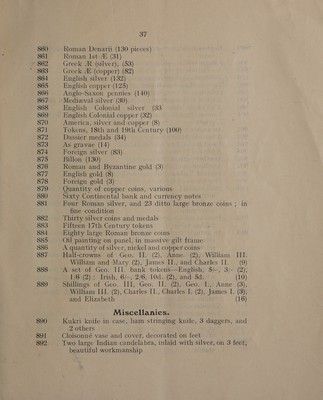 37
860 Roman Denarii (130 pieces)
861 Roman 1st Æ (31)
862 Greek Æ (silver), (53)
863 Greek Æ (copper) (82)
864 English silver (132)
865 English copper (125)
866 Anglo-Saxon pennies (140)
867 Mediæval silver (30)
868 English Colonial silver (33
869 English Colonial copper (32)
870 America, silver and copper (8)
871 Tokens, 18th and 19th Century (100)
872 Dassier medals (34)
873 As gravae (14)
874 Foreign silver (83)
875 Billon (130)
876 Roman and Byzantine gold (3)
877 English gold (8)
878 Foreign gold (3)
879 Quantity of copper coins, various
880 Sixty Continental bank and currency notes
881 Four Roman silver, and 23 ditto large bronze coins; in
fine condition
882 Thirty silver coins and medals
883 Fifteen 17th Century tokens
884 Eighty large Roman bronze coins
885 Oil painting on panel, in massive gilt frame
886 A quantity of silver, nickel and copper coins
887 Half-crowns of Geo. II. (2), Anne (2), William III.
William and Mary (2), James II., and Charles II. (9)
888 A set of Geo. III. bank tokens—English, 5/-, 3/- (2),
1/6 (2); Irish, 6/-, 2/6, 10d. (2), and 5d. (10)
889 Shillings of Geo. III, Geo. II. (2), Geo. I., Anne (3),
William III. (2), Charles II., Charles I. (2), James I. (3),
and Elizabeth (16)
Miscellanies.
890 Kukri knife in case, ham stringing knife, 3 daggers, and
2 others
891 Cloisonné vase and cover, decorated on feet
892 Two large Indian candelabra, inlaid with silver, on 3 feet,
beautiful workmanship